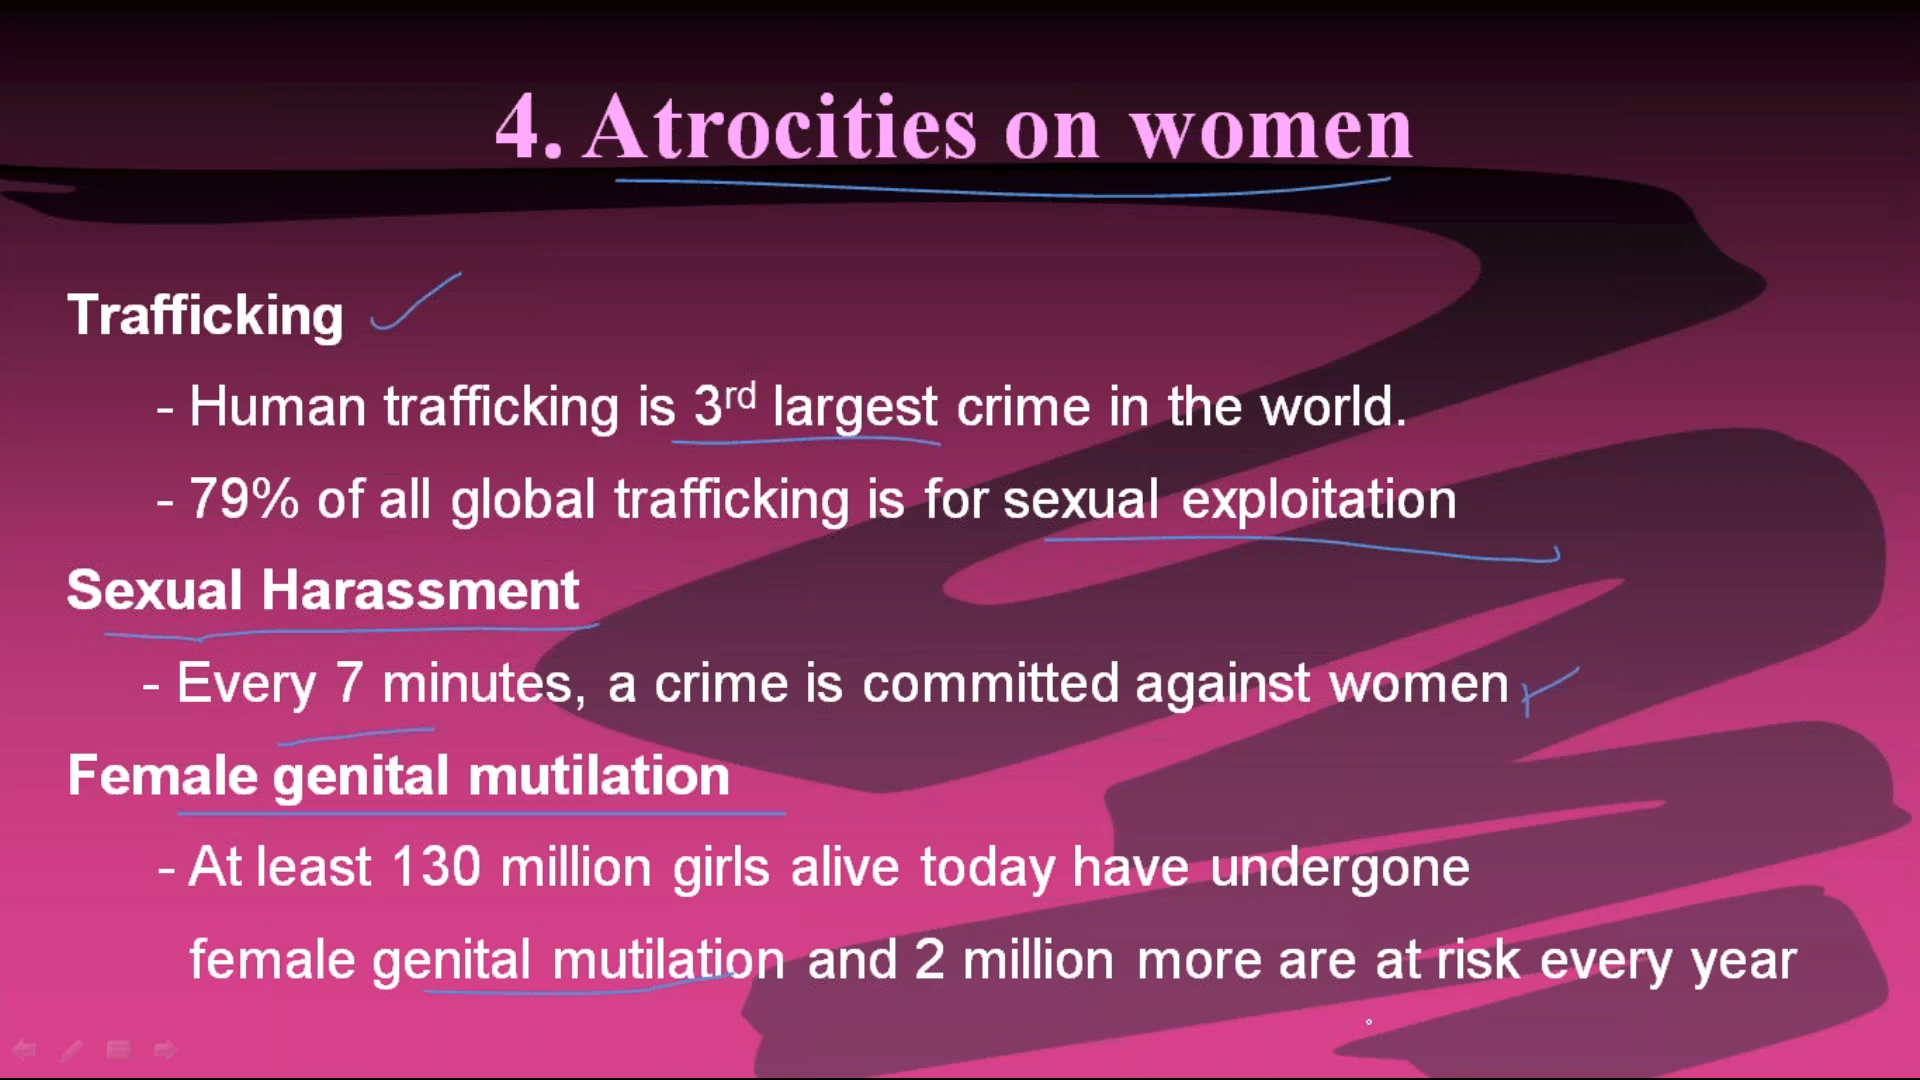 4. Atrocities on women
Trafficking
- Human trafficking is 3rd largest crime in the world.
- 79% of all global trafficking is for sexual exploitation
Sexual Harassment
- Every 7 minutes, a crime is committed against women
Female genital mutilation
- At least 130 million girls alive today have undergone
female genital mutilation and 2 million more are at risk every year